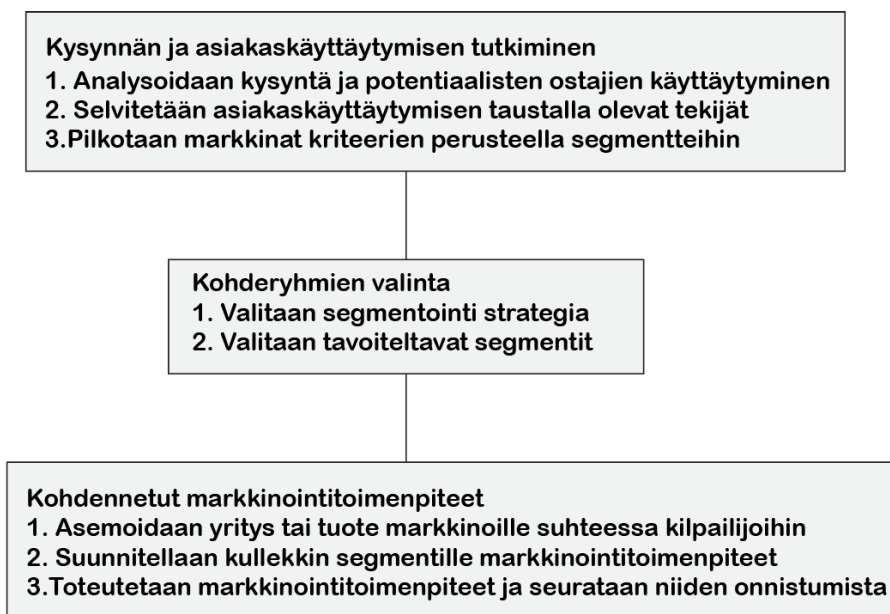 Kysynnän ja asiakaskäyttäytymisen tutkiminen
1. Analysoidaan kysyntä ja potentiaalisten ostajien käyttäytyminen
2. Selvitetään asiakaskäyttäytymisen taustalla olevat tekijät
3.Pilkotaan markkinat kriteerien perusteella segmentteihin
Kohderyhmien valinta
1. Valitaan segmentointi strategia
2. Valitaan tavoiteltavat segmentit
Kohdennetut markkinointitoimenpiteet
1. Asemoidaan yritys tai tuote markkinoille suhteessa kilpailijoihin
2. Suunnitellaan kullekkin segmentille markkinointitoimenpiteet
3.Toteutetaan markkinointitoimenpiteet ja seurataan niiden onnistumista